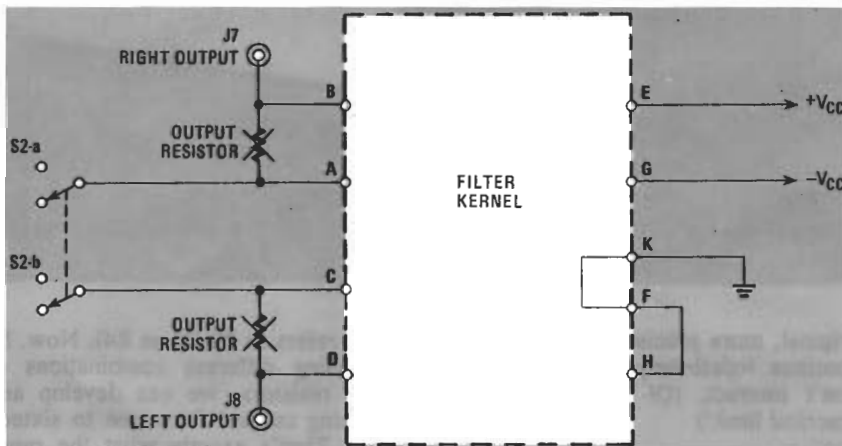 J7
RIGHT OUTPUT
B
E
+VCC
OUTPUT
RESISTOR
S2-a
A
FILTER
KERNEL
G
−VCC
K
S2-b
C
F
OUTPUT
RESISTOR
D
H
J8
LEFT OUTPUT